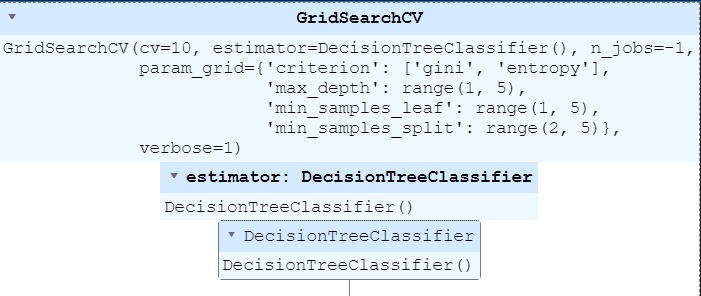 GridSearchCV
GridSearchCV(cv=10, estimator=DecisionTreeClassifier(), n_jobs=-1,
param_grid={'criterion': ['gini', 'entropy'],
'max_depth': range(1, 5),
'min_samples_leaf': range(1, 5),
'min_samples_split': range(2, 5)},
verbose=1)
estimator: DecisionTreeClassifier
DecisionTreeClassifier()
DecisionTreeClassifier
DecisionTreeClassifier()